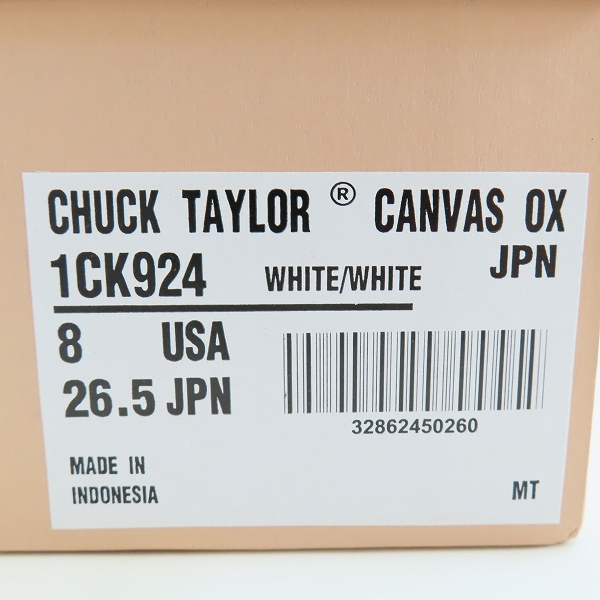 CHUCK TAYLOR ® CANVAS OX
JPN
1CK924 WHITE/WHITE
8 USA
26.5 JPN
32862450260
MADE IN
INDONESIA
MT